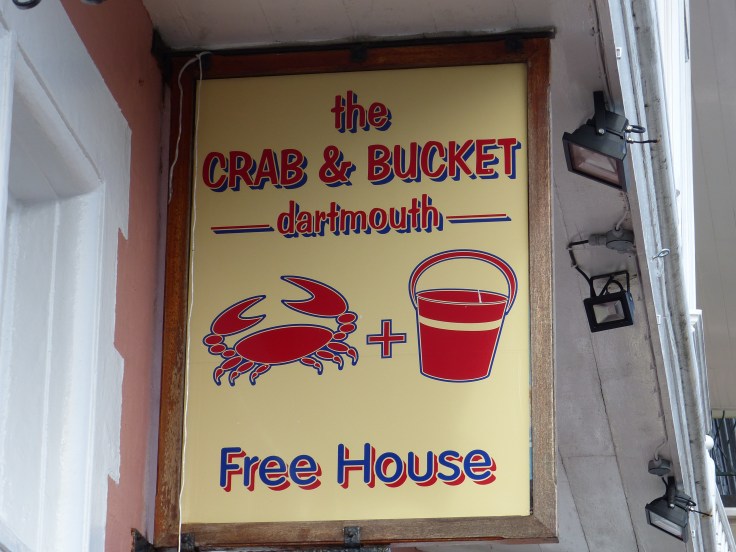 the
CRAB & BUCKET
dartmouth
+
Free House